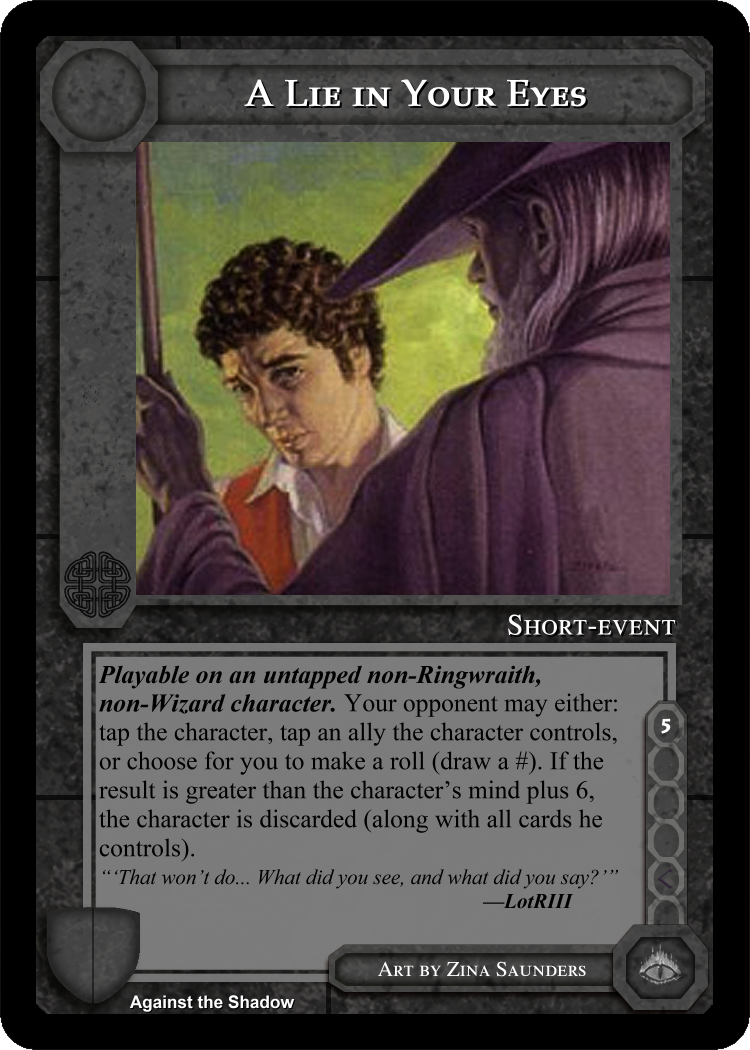 A Lie in Your Eyes
Short-event
Playable on an untapped non-Ringwraith,
non-Wizard character. Your opponent may either:
tap the character, tap an ally the character controls,
or choose for you to make a roll (draw a #). If the
result is greater than the character’s mind plus 6,
the character is discarded (along with all cards he
controls).
“‘That won’t do... What did you see, and what did you say?’”
—LotRIII
5
Art by Zina Saunders
Against the Shadow